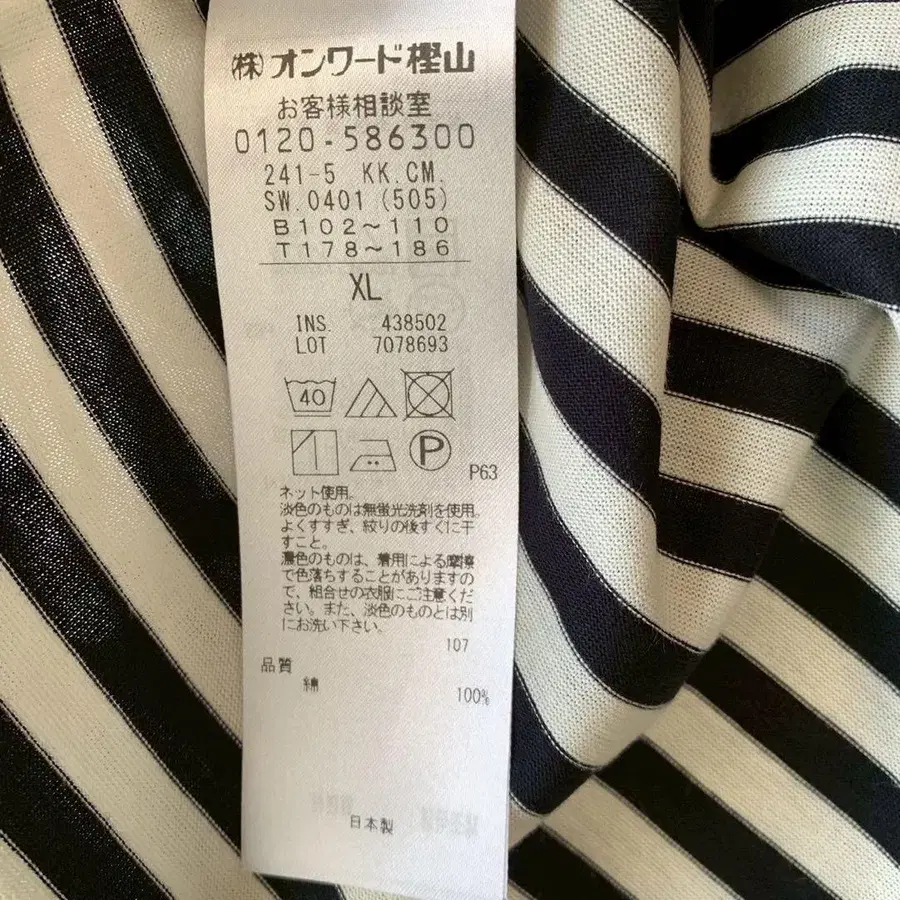 (株)オンワード樫山
お客様相談室
0120-586300
241-5 KK.CM.
SW.0401(505)
B102〜110
T178〜186
XL
INS. 438502
LOT 7078693
40
P
P63
ネット使用。
淡色のものは無蛍光洗剤を使用。
よくすすぎ、絞りの後すぐに干
すこと。
濃色のものは、着用による摩擦
で色落ちすることがありますの
で、組合せの衣服にご注意くだ
さい。また、淡色のものとは別
にお洗い下さい。
107
品質
綿 100%
日本製